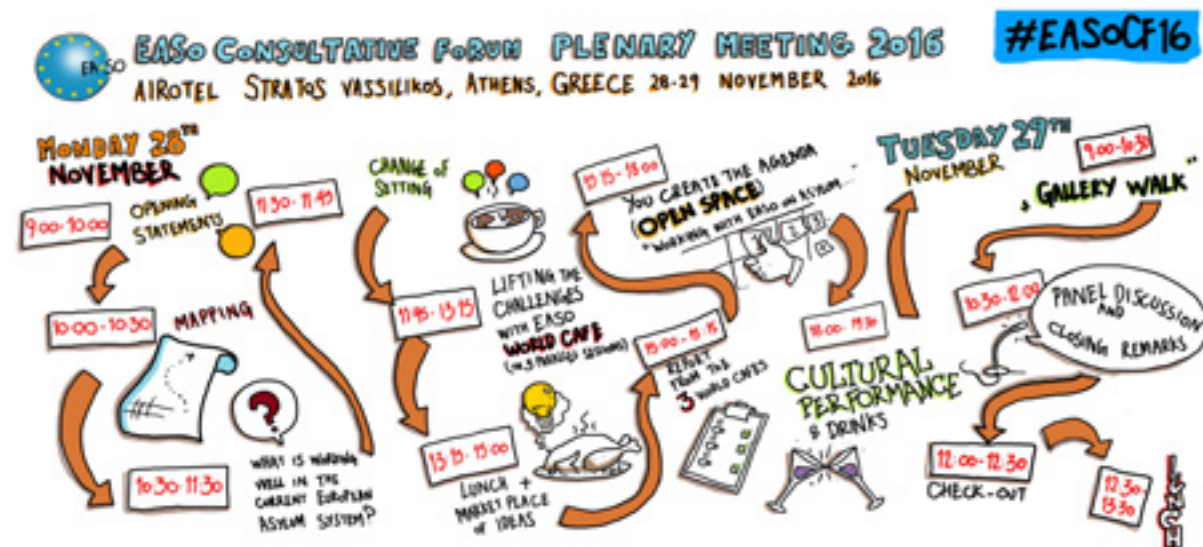 EASO
EASO CONSULTATIVE FORUM PLENARY MEETING 2016
#EASOCF16
AIROTEL STRATOS VASSILIKOS, ATHENS, GREECE 28-29 NOVEMBER 2016
MONDAY 28TH
NOVEMBER
9:00-10:00
OPENING
STATEMENTS
10:00-10:30
MAPPING
10:30-11:30
WHAT IS WORKING
WELL IN THE
CURRENT EUROPEAN
ASYLUM SYSTEM?
11:30-11:45
CHANGE OF
SETTING
11:45-13:15
LIFTING THE
CHALLENGES
WITH EASO
WORLD CAFE
(IN 3 PARALLEL SESSIONS)
13:15-15:00
LUNCH +
MARKET PLACE
OF IDEAS
15:00-15:15
REPORT
FROM THE
3 WORLD CAFES
15:15-18:00
YOU CREATE THE AGENDA
(OPEN SPACE)
"WORKING WITH EASO ON ASYLUM..."
CULTURAL
PERFORMANCE
& DRINKS
TUESDAY 29TH
NOVEMBER
9:00-10:30
GALLERY WALK"
10:30-12:00
PANEL DISCUSSION
AND
CLOSING REMARKS
12:00-12:30
CHECK-OUT
12:30-
13:30
LUNCH